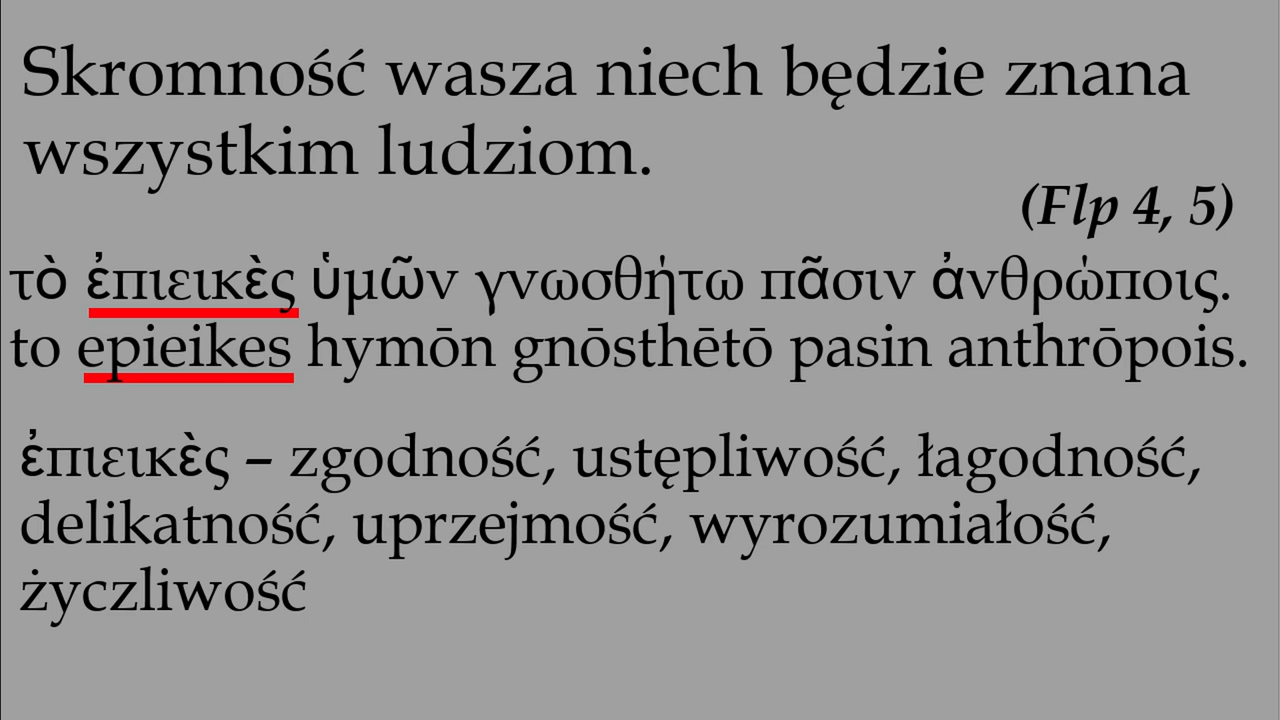 Skromność wasza niech będzie znana
wszystkim ludziom.
(Flp 4, 5)
τὸ ἐπιεικὲς ὑμῶν γνωσθήτω πᾶσιν ἀνθρώποις.
to epieikes hymōn gnōsthētō pasin anthrōpois.
ἐπιεικὲς – zgodność, ustępliwość, łagodność,
delikatność, uprzejmość, wyrozumiałość,
życzliwość